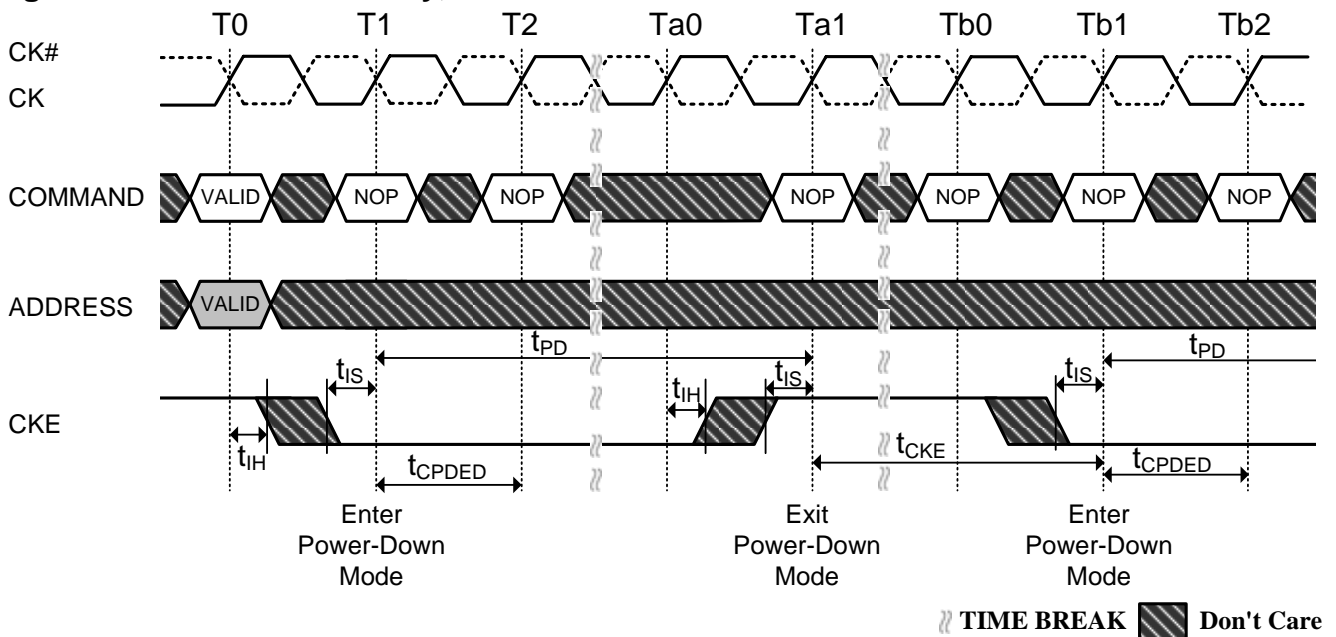 T0 T1 T2 Ta0 Ta1 Tb0 Tb1 Tb2
CK#
CK
COMMAND VALID NOP NOP NOP NOP NOP NOP
ADDRESS VALID
tPD tPD
tIS tIH tIS tIS
CKE
tIH tCPDED tCKE tCPDED
Enter Power-Down Mode
Exit Power-Down Mode
Enter Power-Down Mode
TIME BREAK Don't Care